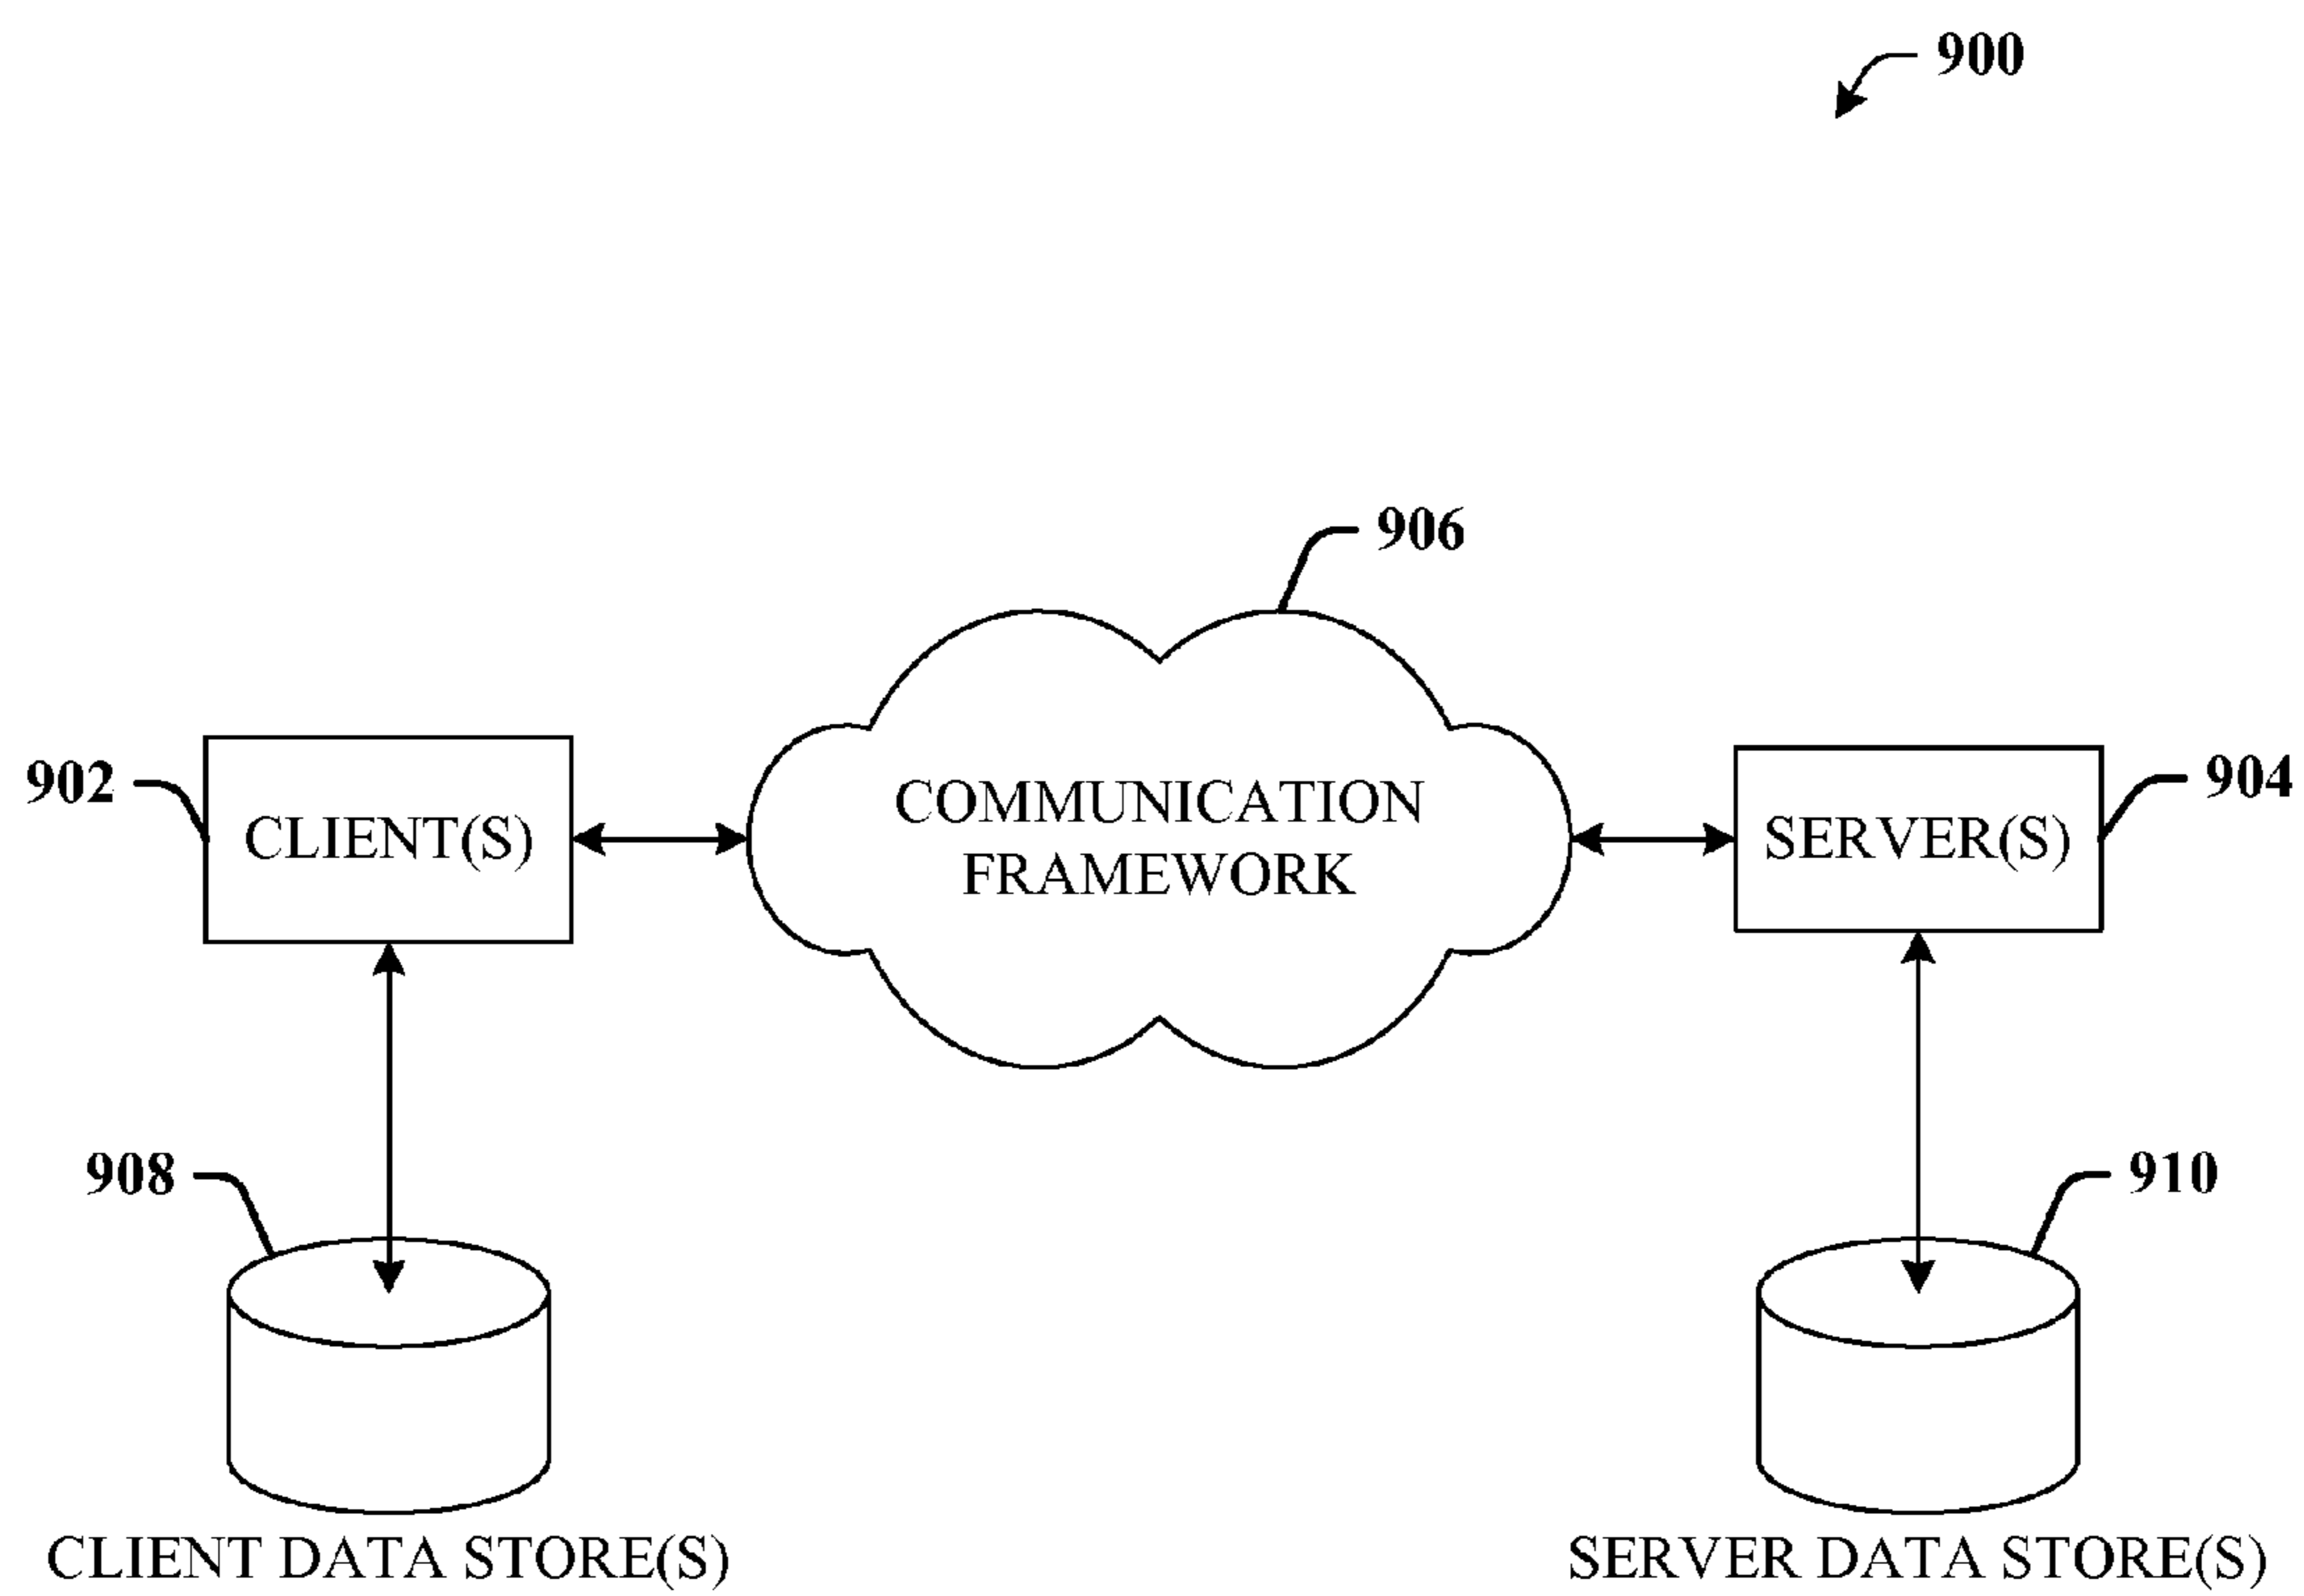 900
906
902
CLIENT(S)
COMMUNICATION
FRAMEWORK
SERVER(S)
904
908
910
CLIENT DATA STORE(S)
SERVER DATA STORE(S)